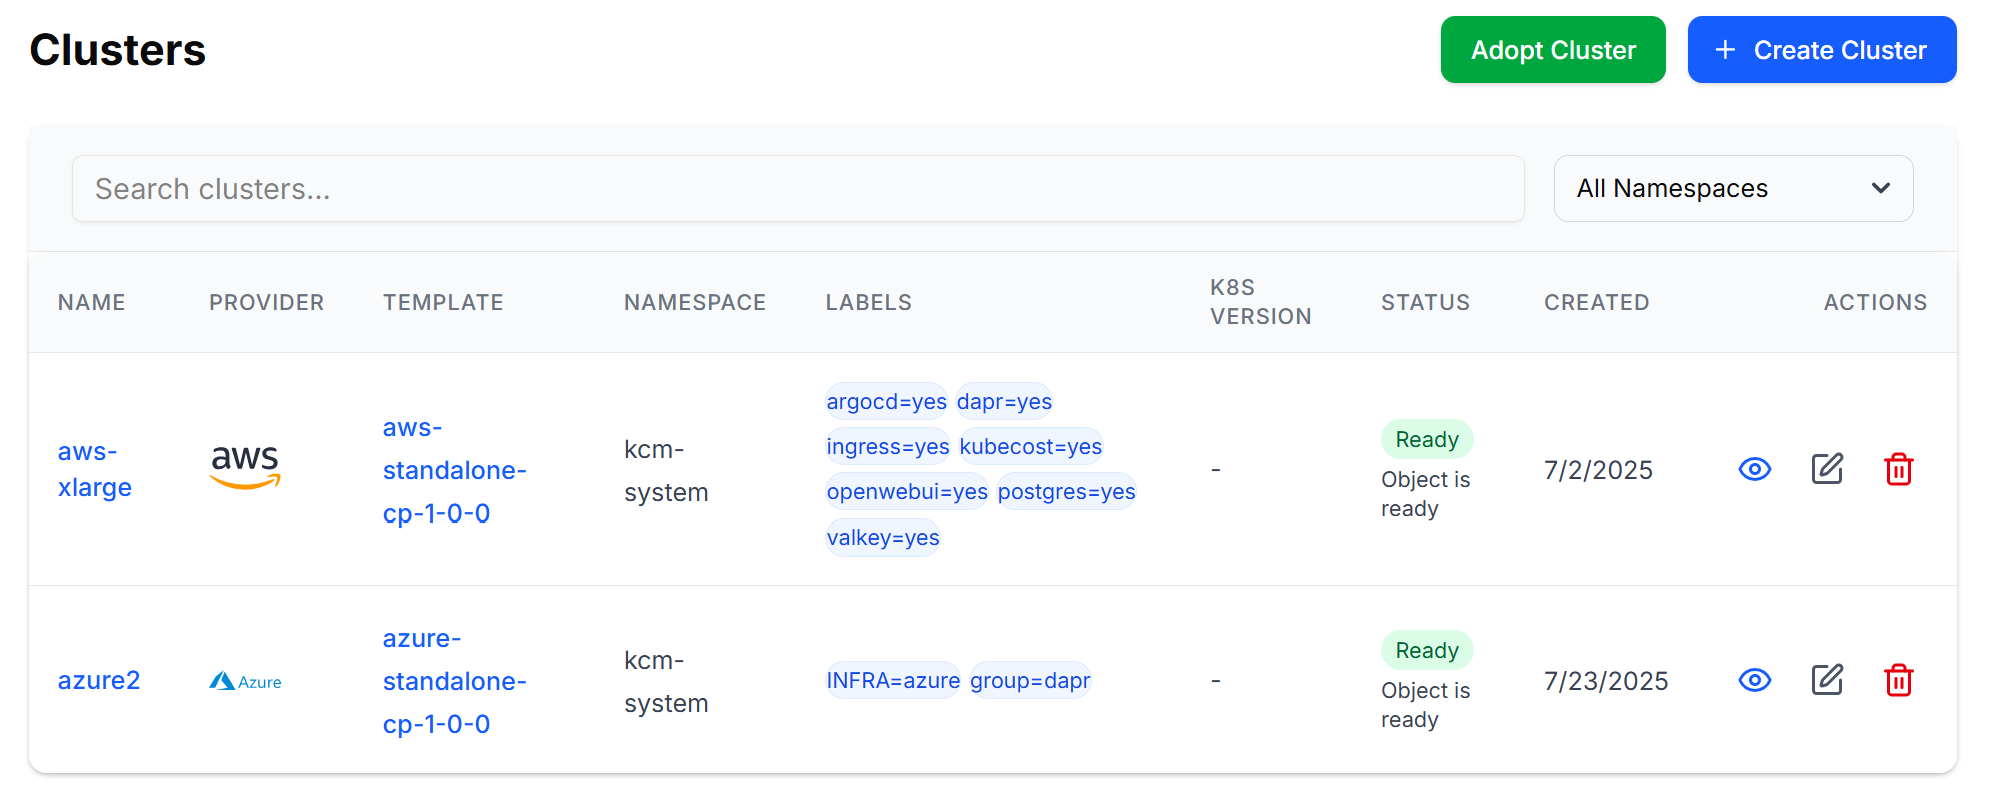 Clusters
Adopt Cluster
+ Create Cluster
Search clusters...
All Namespaces
NAME PROVIDER TEMPLATE NAMESPACE LABELS K8S VERSION STATUS CREATED ACTIONS
aws-
xlarge
aws
aws-
standalone-
cp-1-0-0
kcm-
system
argocd=yes dapr=yes
ingress=yes kubecost=yes
openwebui=yes postgres=yes
valkey=yes
-
Ready
Object is
ready
7/2/2025
azure2
Azure
azure-
standalone-
cp-1-0-0
kcm-
system
INFRA=azure group=dapr
-
Ready
Object is
ready
7/23/2025